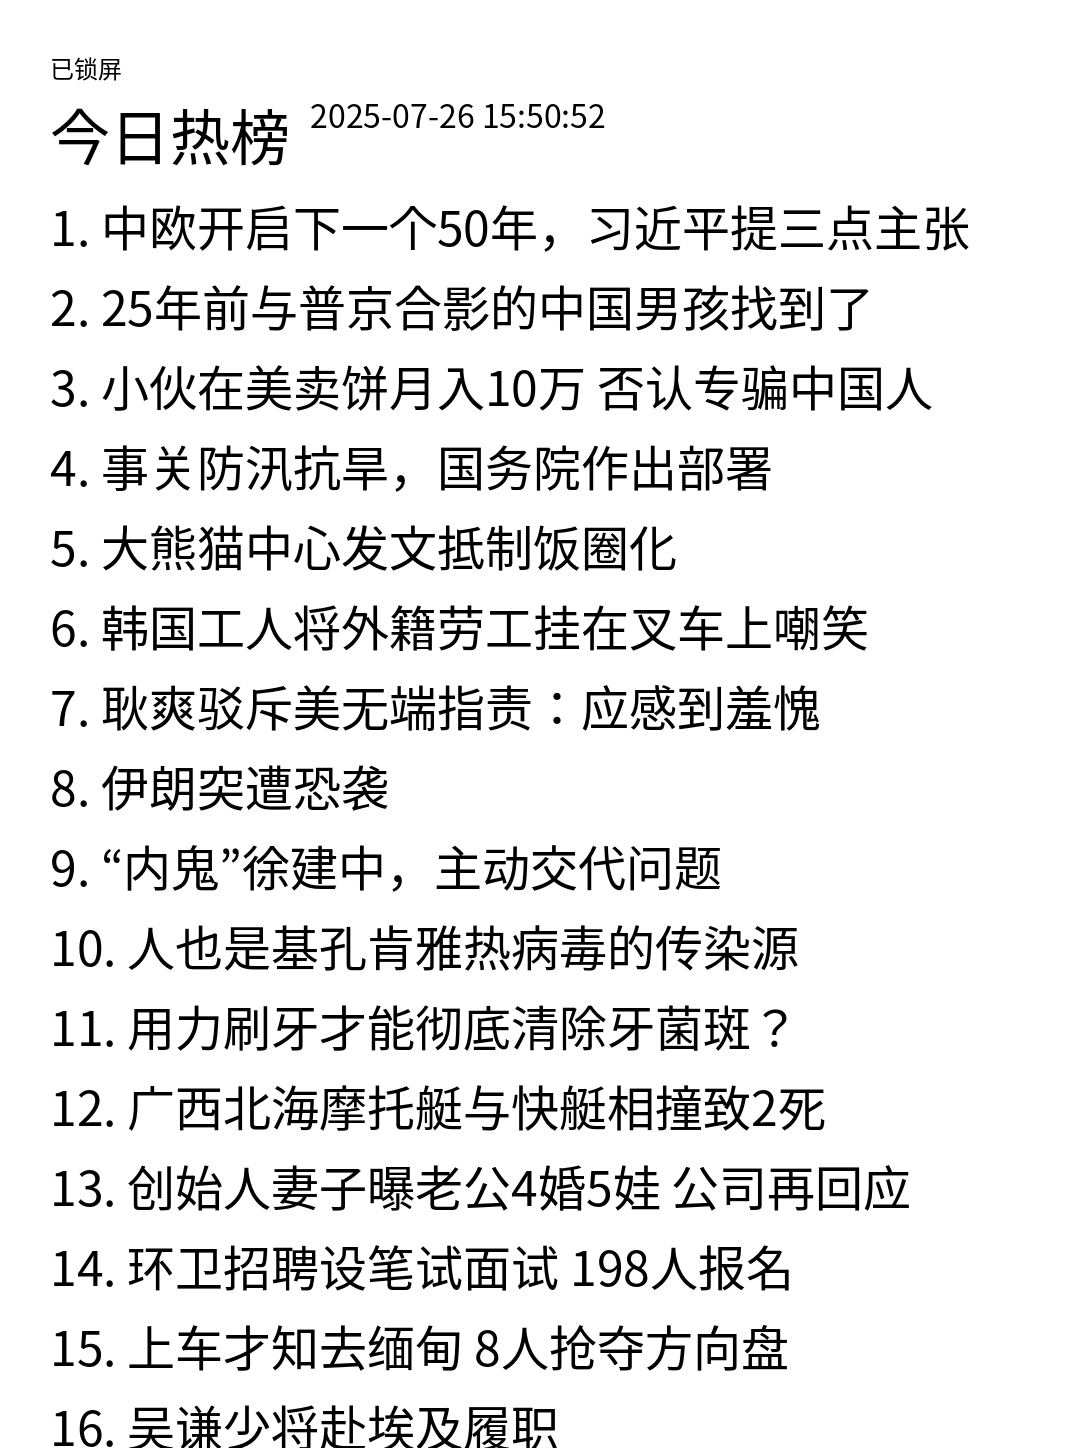 已锁屏
今日热榜 2025-07-26 15:50:52
1. 中欧开启下一个50年，习近平提三点主张
2. 25年前与普京合影的中国男孩找到了
3. 小伙在美卖饼月入10万 否认专骗中国人
4. 事关防汛抗旱，国务院作出部署
5. 大熊猫中心发文抵制饭圈化
6. 韩国工人将外籍劳工挂在叉车上嘲笑
7. 耿爽驳斥美无端指责：应感到羞愧
8. 伊朗突遭恐袭
9. “内鬼”徐建中，主动交代问题
10. 人也是基孔肯雅热病毒的传染源
11. 用力刷牙才能彻底清除牙菌斑？
12. 广西北海摩托艇与快艇相撞致2死
13. 创始人妻子曝老公4婚5娃 公司再回应
14. 环卫招聘设笔试面试 198人报名
15. 上车才知去缅甸 8人抢夺方向盘
16. 吴谦少将赴埃及履职